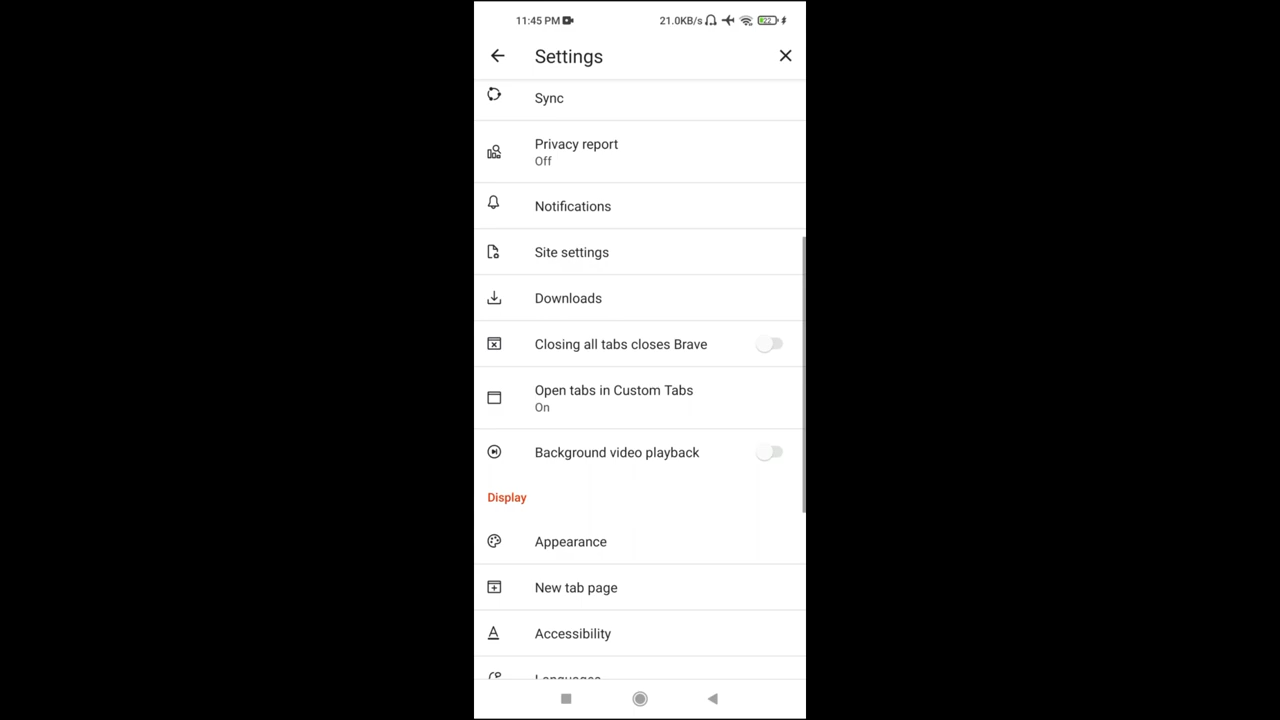 11:45 PM 21.0KB/s 22
Settings
Sync
Privacy report
Off
Notifications
Site settings
Downloads
Closing all tabs closes Brave
Open tabs in Custom Tabs
On
Background video playback
Display
Appearance
New tab page
Accessibility
Languages